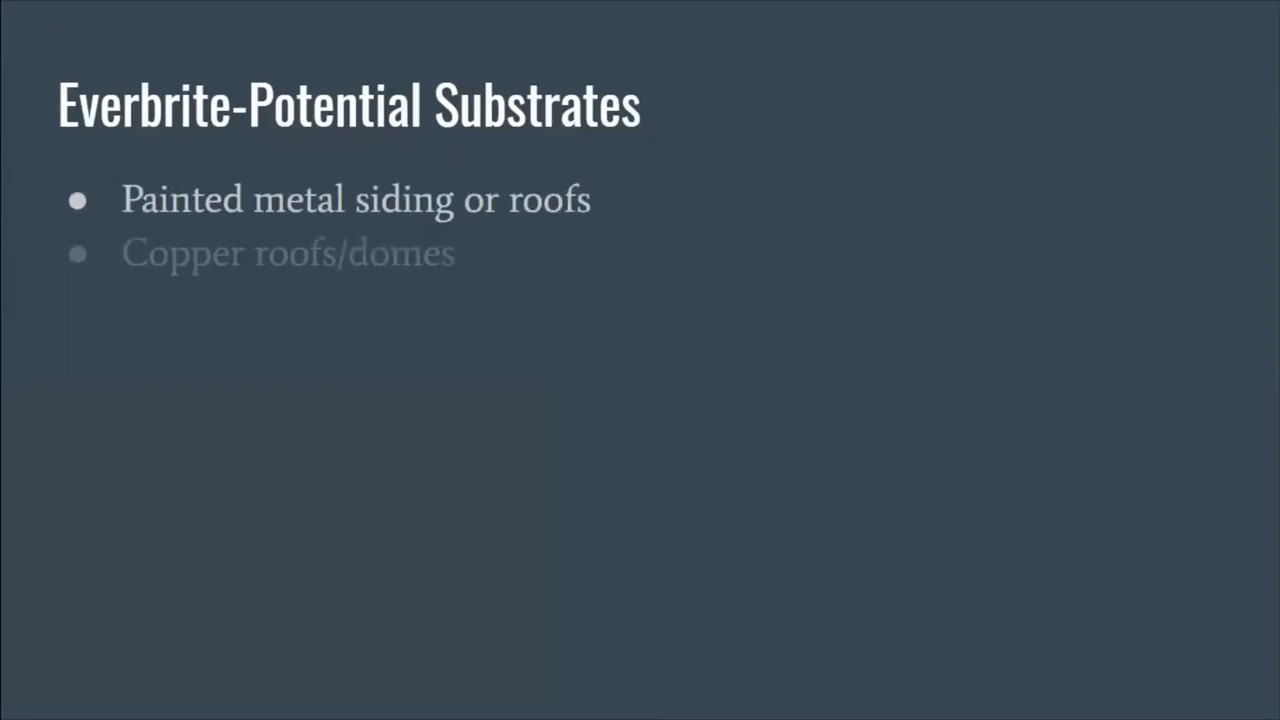 Everbrite-Potential Substrates
● Painted metal siding or roofs
● Copper roofs/domes